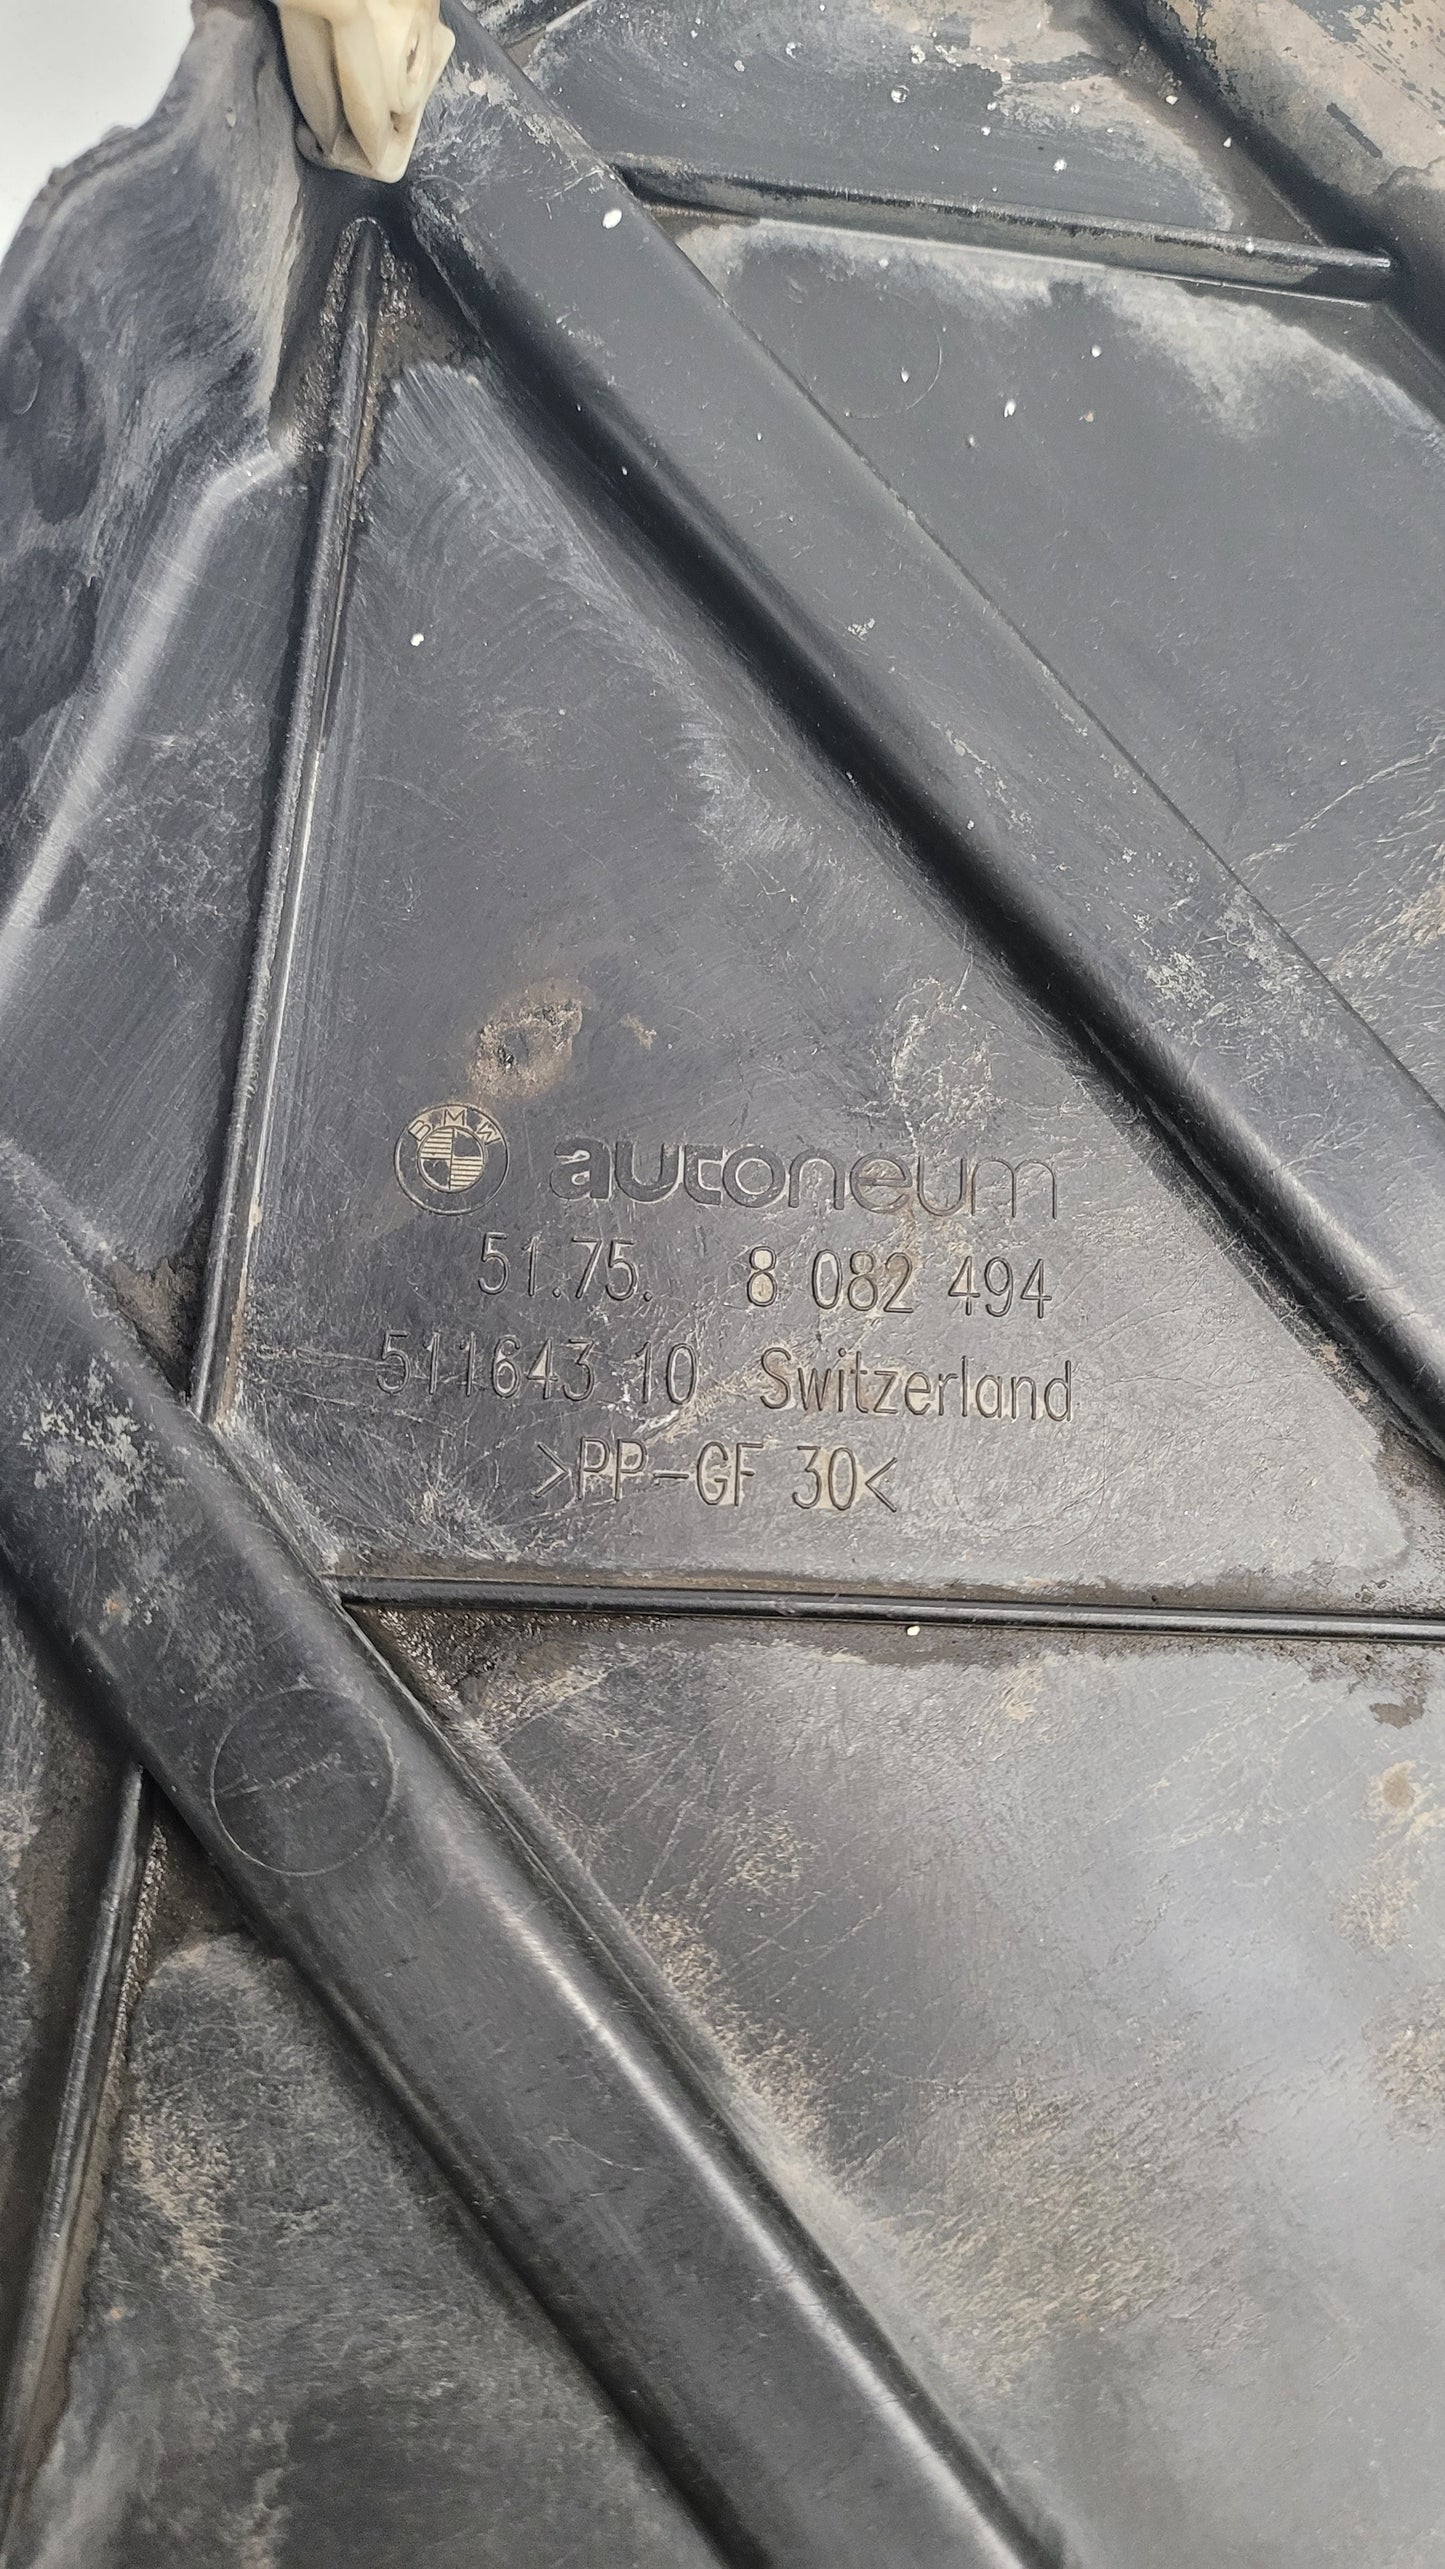 BMW autoneum
51.75. 8 082 494
511643 10 Switzerland
>PP-GF 30<